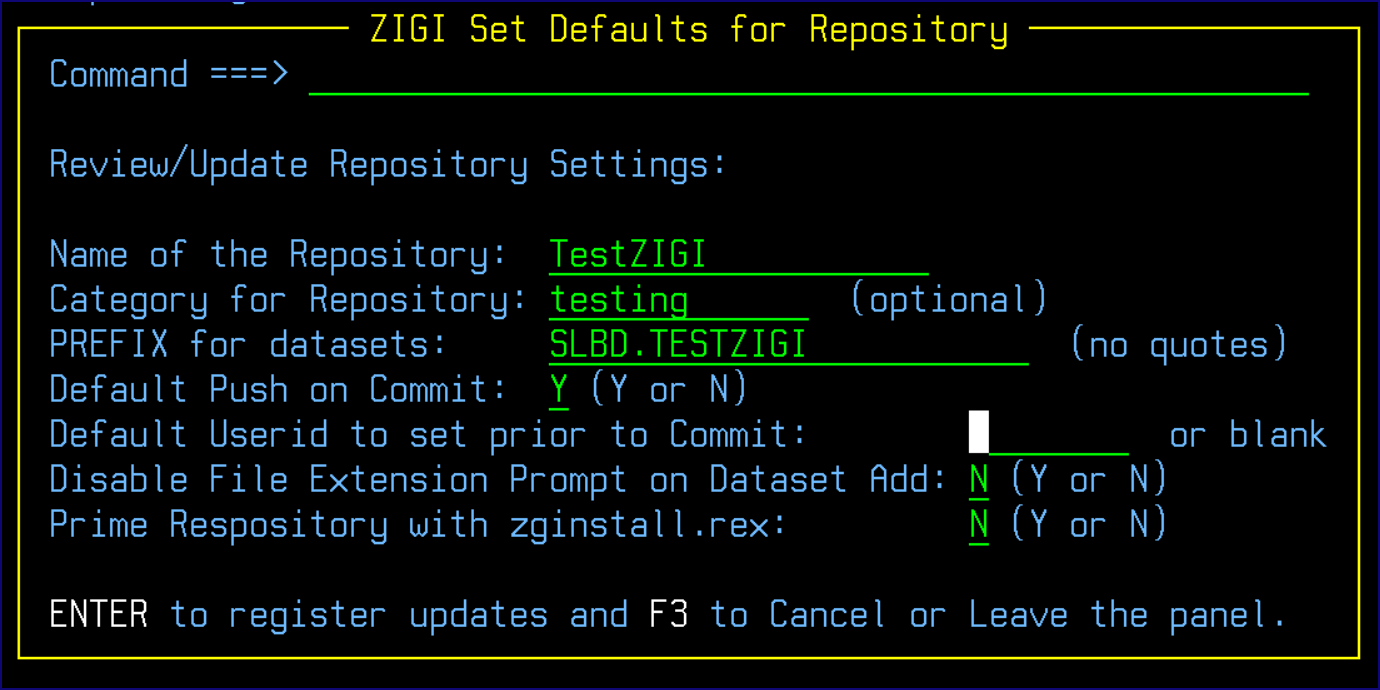 ZIGI Set Defaults for Repository
Command ===>
Review/Update Repository Settings:
Name of the Repository: TestZIGI
Category for Repository: testing (optional)
PREFIX for datasets: SLBD.TESTZIGI (no quotes)
Default Push on Commit: Y (Y or N)
Default Userid to set prior to Commit: or blank
Disable File Extension Prompt on Dataset Add: N (Y or N)
Prime Respository with zginstall.rex: N (Y or N)
ENTER to register updates and F3 to Cancel or Leave the panel.